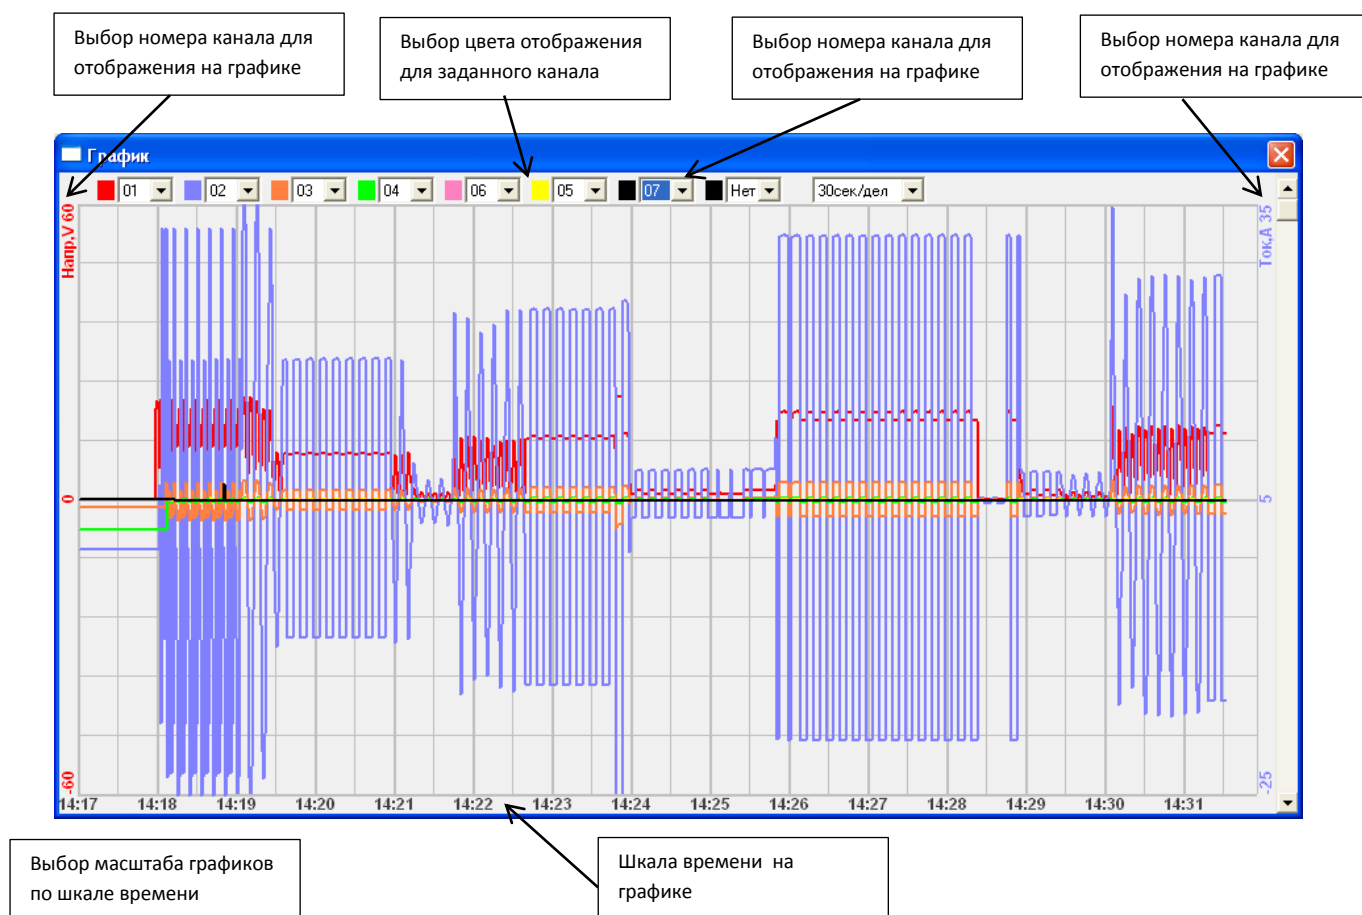 Выбор номера канала для
отображения на графике
Выбор цвета отображения
для заданного канала
Выбор номера канала для
отображения на графике
Выбор номера канала для
отображения на графике
График
01 02 03 04 06 05 07 Нет 30сек/дел
Напр,V 60
0
-60
Ток,А 35
5
-25
14:17 14:18 14:19 14:20 14:21 14:22 14:23 14:24 14:25 14:26 14:27 14:28 14:29 14:30 14:31
Выбор масштаба графиков
по шкале времени
Шкала времени на
графике